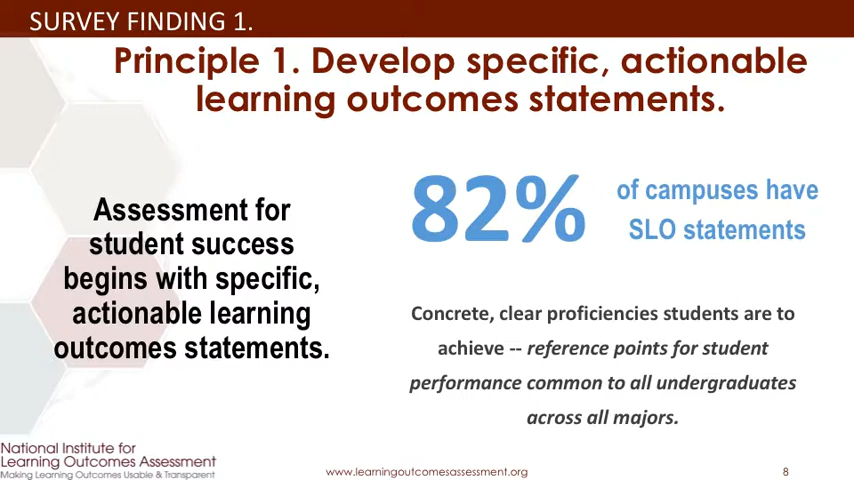 SURVEY FINDING 1.
Principle 1. Develop specific, actionable
learning outcomes statements.
Assessment for
student success
begins with specific,
actionable learning
outcomes statements.
82%
of campuses have
SLO statements
Concrete, clear proficiencies students are to
achieve -- reference points for student
performance common to all undergraduates
across all majors.
National Institute for
Learning Outcomes Assessment
Making Learning Outcomes Usable & Transparent
www.learningoutcomesassessment.org
8